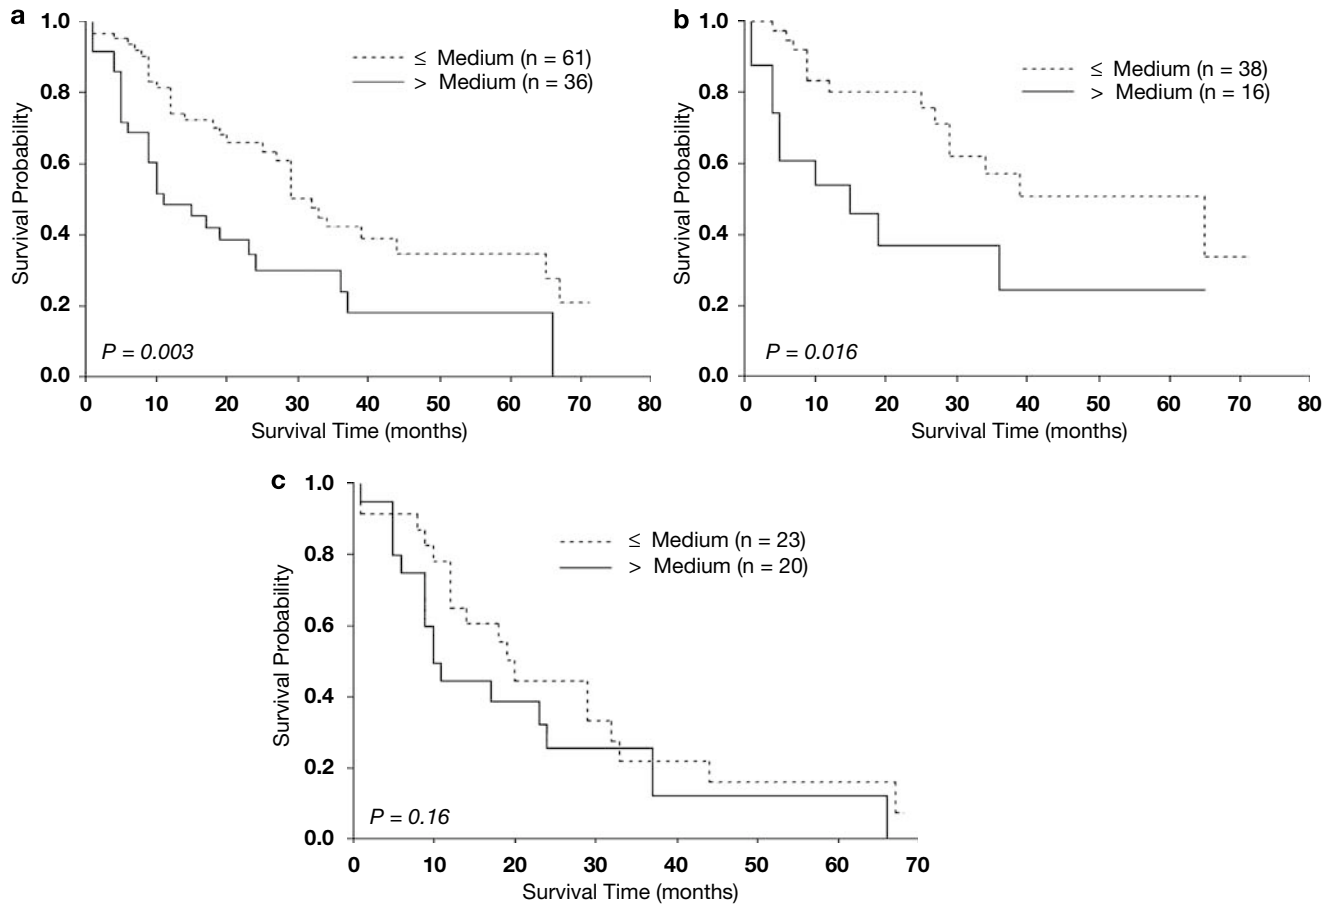 a
1.0
0.8
0.6
0.4
0.2
0.0
Survival Probability
≤ Medium (n = 61)
> Medium (n = 36)
P = 0.003
0 10 20 30 40 50 60 70 80
Survival Time (months)
b
1.0
0.8
0.6
0.4
0.2
0.0
Survival Probability
≤ Medium (n = 38)
> Medium (n = 16)
P = 0.016
0 10 20 30 40 50 60 70 80
Survival Time (months)
c
1.0
0.8
0.6
0.4
0.2
0.0
Survival Probability
≤ Medium (n = 23)
> Medium (n = 20)
P = 0.16
0 10 20 30 40 50 60 70
Survival Time (months)